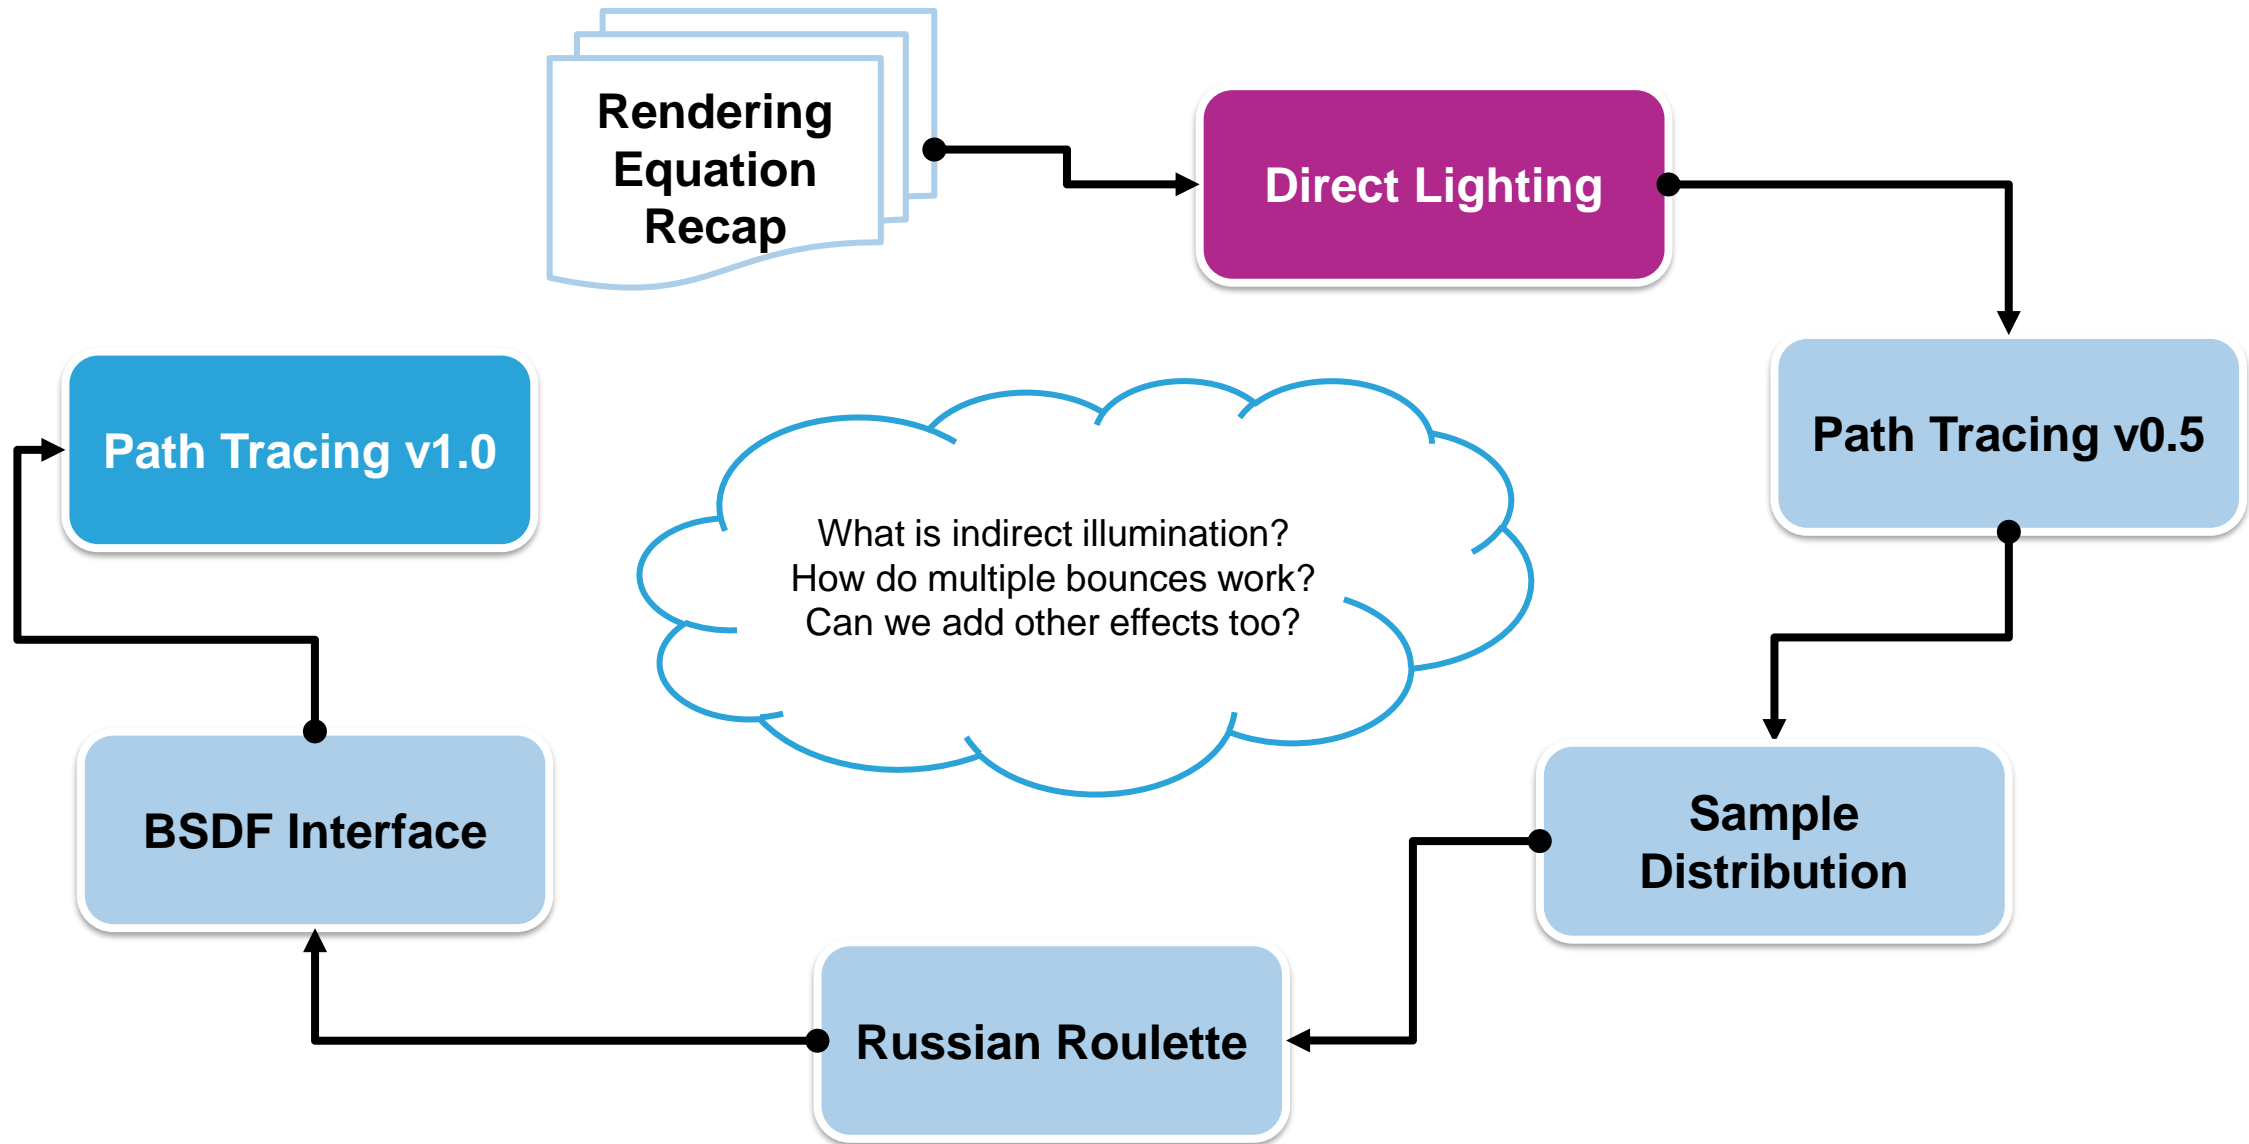 Rendering
Equation
Recap
Direct Lighting
Path Tracing v1.0
Path Tracing v0.5
What is indirect illumination?
How do multiple bounces work?
Can we add other effects too?
BSDF Interface
Sample
Distribution
Russian Roulette